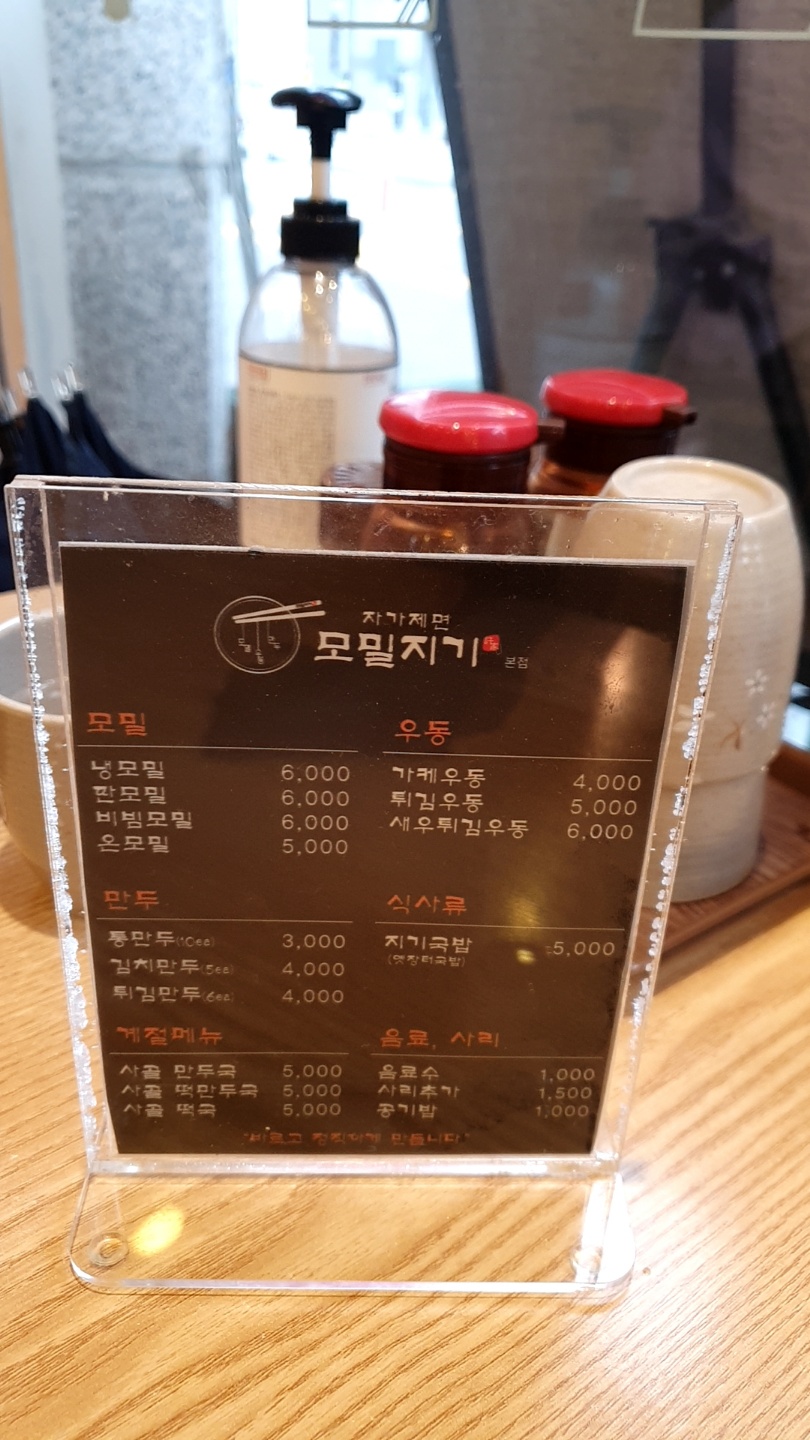 자가제면
모밀지기 본점
모밀
냉모밀 6,000
판모밀 6,000
비빔모밀 6,000
온모밀 5,000
우동
가케우동 4,000
튀김우동 5,000
새우튀김우동 6,000
만두
통만두(10ea) 3,000
김치만두(5ea) 4,000
튀김만두(6ea) 4,000
식사류
지기국밥 5,000
(옛장터국밥)
계절메뉴
사골 만두국 5,000
사골 떡만두국 5,000
사골 떡국 5,000
음료, 사리
음료수 1,000
사리추가 1,500
공기밥 1,000
"바르고 정직하게 만듭니다"